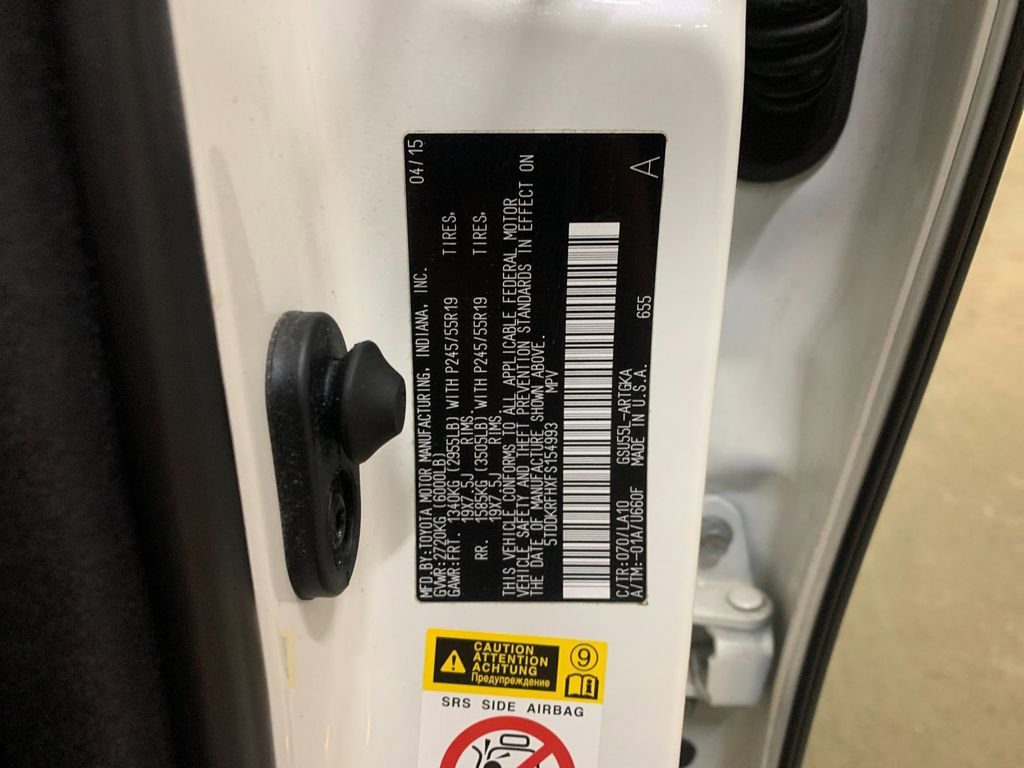 MFD.BY:TOYOTA MOTOR MANUFACTURING, INDIANA, INC. 04/15
GVWR:2720KG (6000LB)
GAWR:FRT. 1340KG (2955LB) WITH P245/55R19 TIRES,
19X7.5J RIMS.
RR. 1585KG (3505LB) WITH P245/55R19 TIRES,
19X7.5J RIMS.
THIS VEHICLE CONFORMS TO ALL APPLICABLE FEDERAL MOTOR
VEHICLE SAFETY AND THEFT PREVENTION STANDARDS IN EFFECT ON
THE DATE OF MANUFACTURE SHOWN ABOVE.
5TDDKRFHKFS154993 MPV
C/TR:070/LA10 GSU55L-ARTGKA
A/TM:-01A/U660F MADE IN U.S.A. 655 A
CAUTION
ATTENTION
ACHTUNG
Предупреждение
9
SRS SIDE AIRBAG